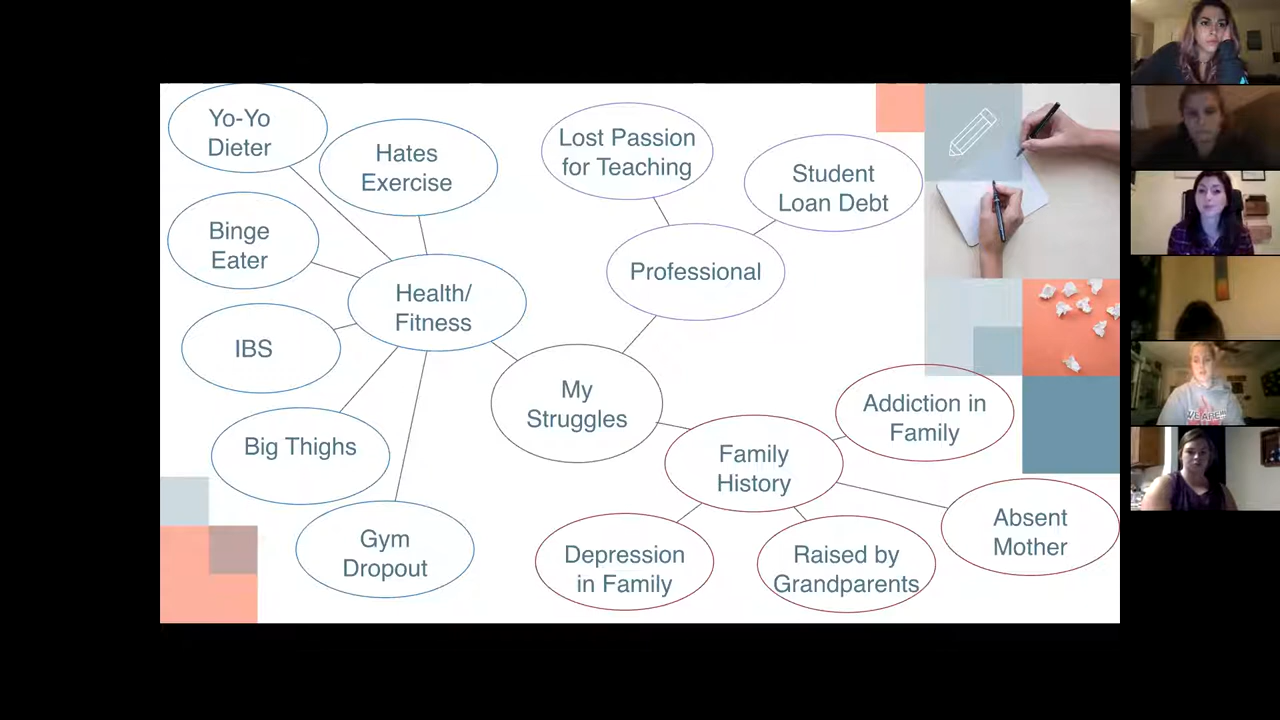 Yo-Yo
Dieter
Hates
Exercise
Lost Passion
for Teaching
Student
Loan Debt
Binge
Eater
Health/
Fitness
Professional
IBS
My
Struggles
Addiction in
Family
Big Thighs
Family
History
Absent
Mother
Gym
Dropout
Depression
in Family
Raised by
Grandparents